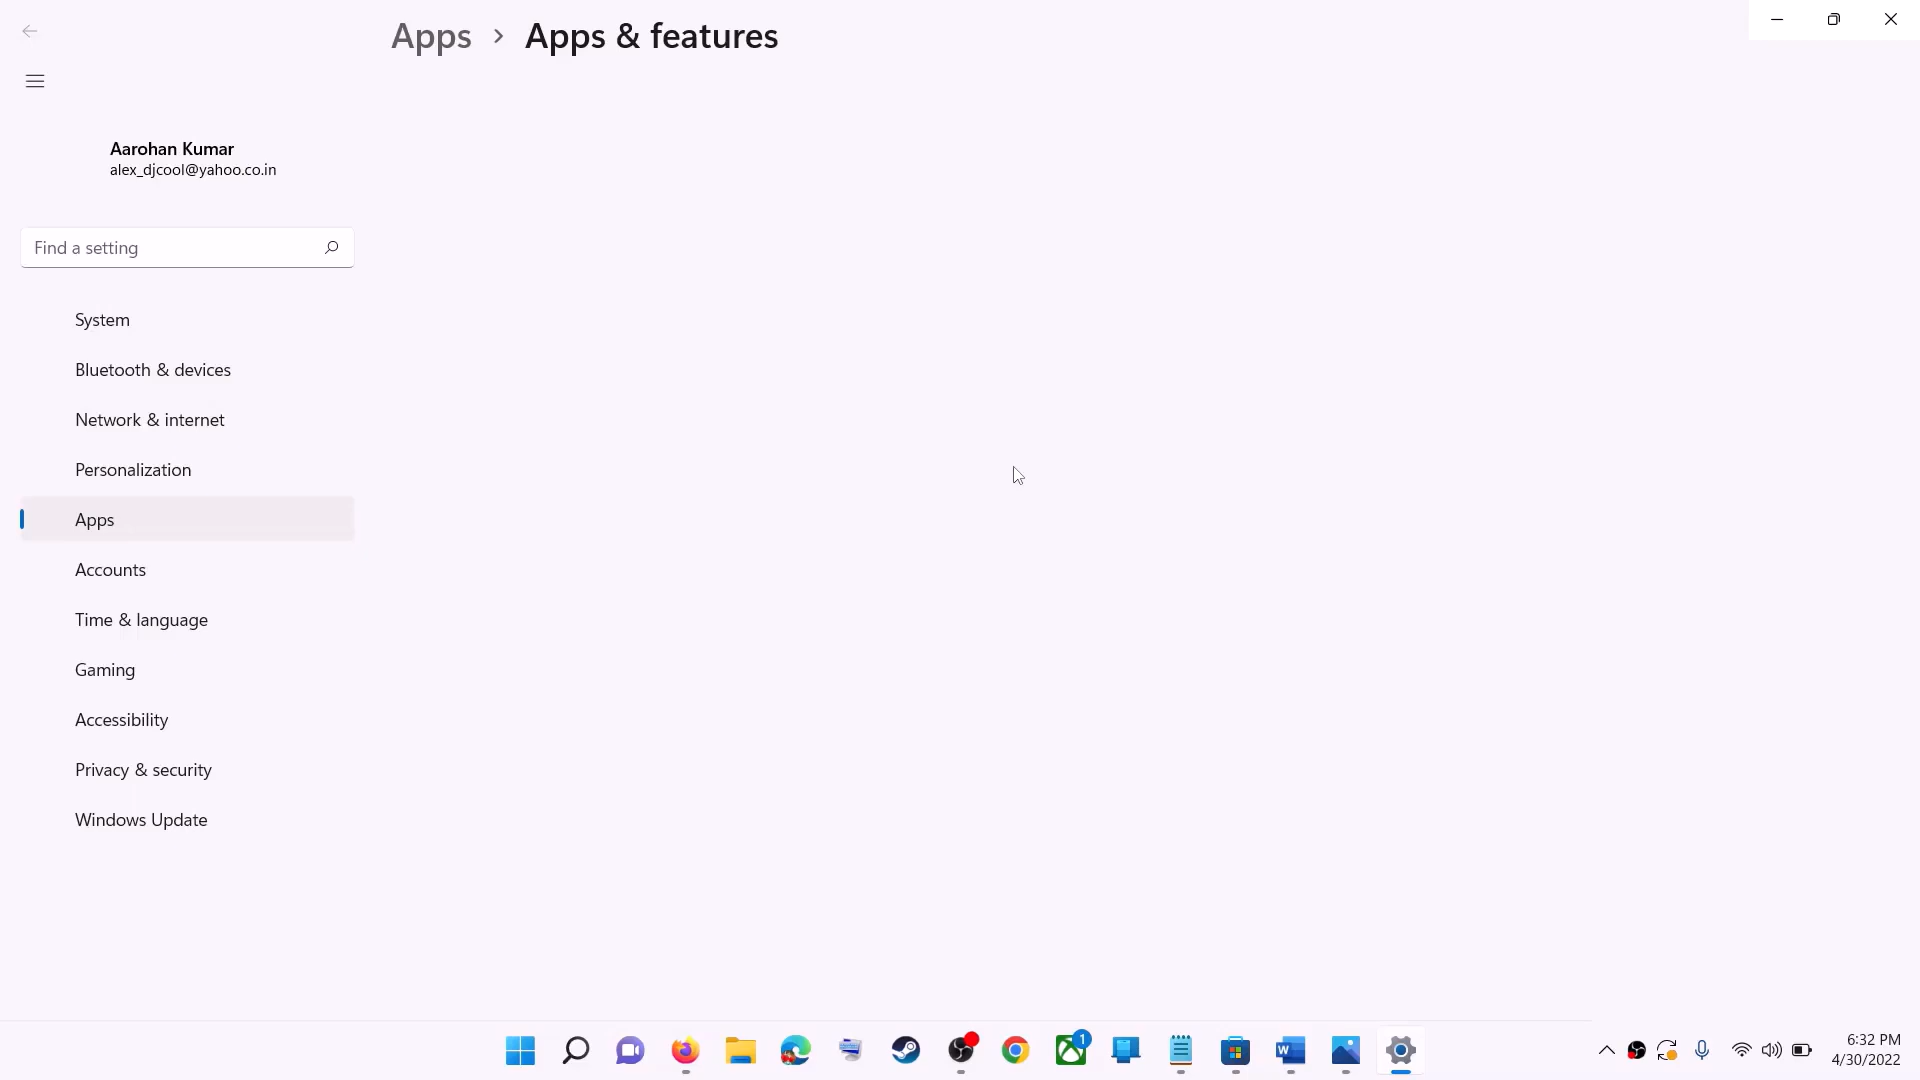 Apps > Apps & features
Aarohan Kumar
alex_djcool@yahoo.co.in
Find a setting
System
Bluetooth & devices
Network & internet
Personalization
Apps
Accounts
Time & language
Gaming
Accessibility
Privacy & security
Windows Update
1
W
6:32 PM
4/30/2022